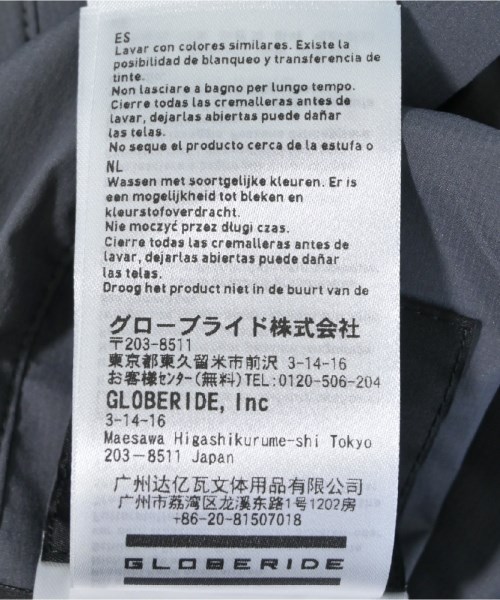 ES
Lavar con colores similares. Existe la
posibilidad de blanqueo y transferencia de
tinte.
Non lasciare a bagno per lungo tempo.
Cierre todas las cremalleras antes de
lavar, dejarlas abiertas puede dañar
las telas.
No seque el producto cerca de la estufa o
NL
Wassen met soortgelijke kleuren. Er is
een mogelijkheid tot bleken en
kleurstofoverdracht.
Nie moczyć przez długi czas.
Cierre todas las cremalleras antes de
lavar, dejarlas abiertas puede dañar
las telas.
Droog het product niet in de buurt van de
グローブライド株式会社
〒203-8511
東京都東久留米市前沢 3-14-16
お客様センター(無料)TEL:0120-506-204
GLOBERIDE, Inc
3-14-16
Maesawa Higashikurume-shi Tokyo
203-8511 Japan
广州达亿瓦文体用品有限公司
广州市荔湾区龙溪东路1号1202房
+86-20-81507018
GLOBERIDE